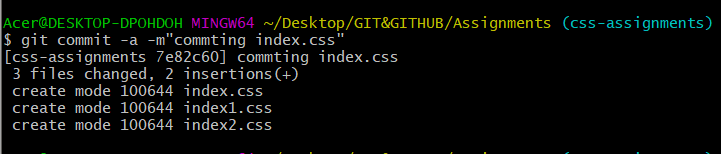 Acer@DESKTOP-DPOHDOH MINGW64 ~/Desktop/GIT&GITHUB/Assignments (css-assignments)
$ git commit -a -m"commting index.css"
[css-assignments 7e82c60] commting index.css
 3 files changed, 2 insertions(+)
 create mode 100644 index.css
 create mode 100644 index1.css
 create mode 100644 index2.css